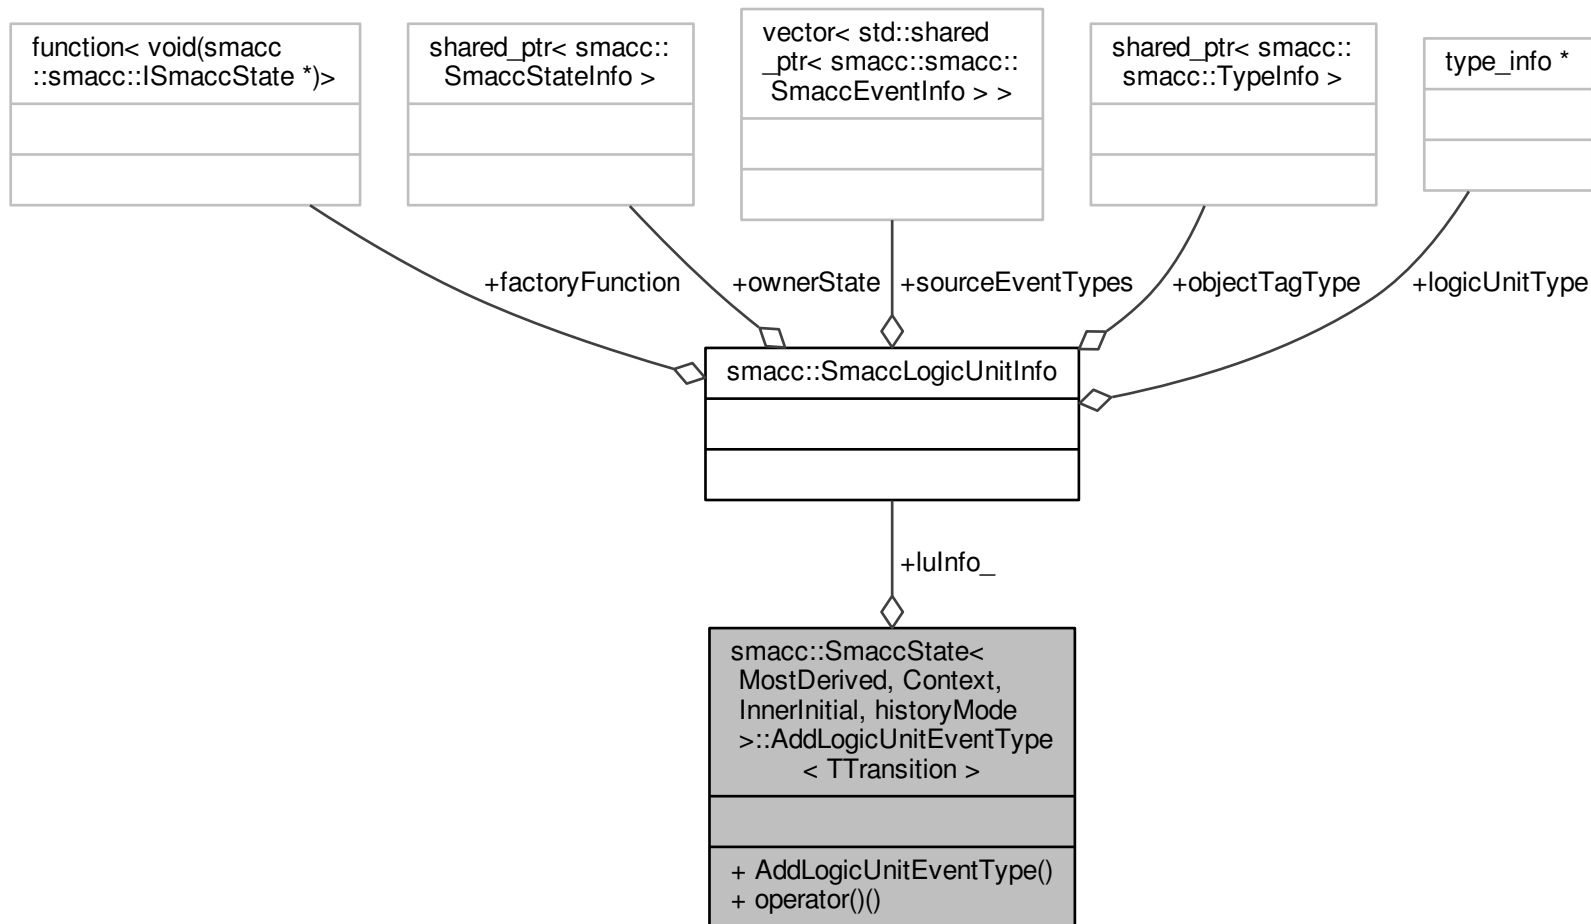 function< void(smacc
::smacc::ISmaccState *)>
shared_ptr< smacc::
SmaccStateInfo >
vector< std::shared
_ptr< smacc::smacc::
SmaccEventInfo > >
shared_ptr< smacc::
smacc::TypeInfo >
type_info *
+factoryFunction
+ownerState
+sourceEventTypes
+objectTagType
+logicUnitType
smacc::SmaccLogicUnitInfo
+luInfo_
smacc::SmaccState<
MostDerived, Context,
InnerInitial, historyMode
>::AddLogicUnitEventType
< TTransition >
+ AddLogicUnitEventType()
+ operator()()